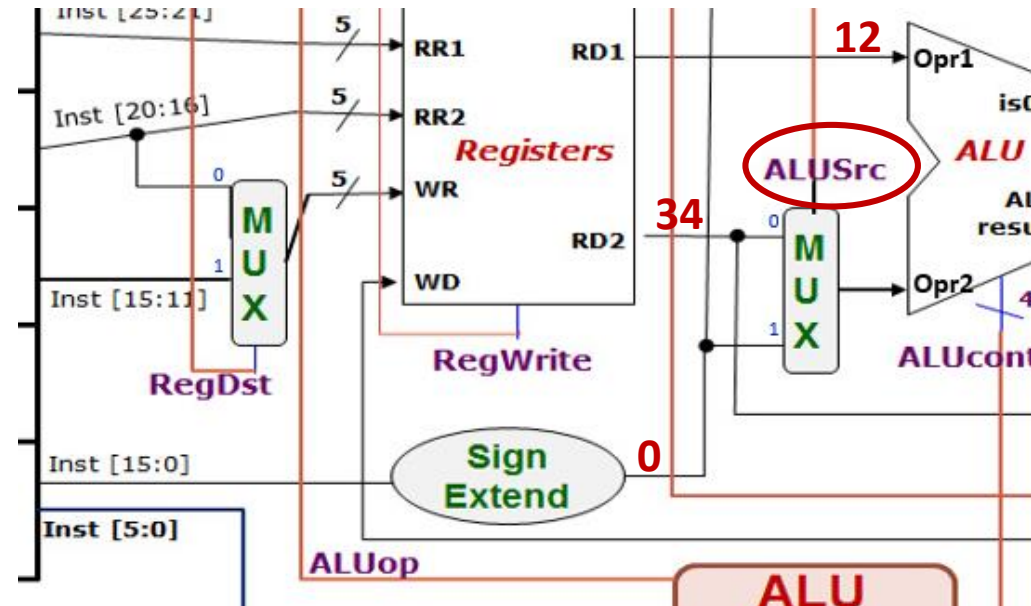 Inst [25:21]
5
RR1
RD1
12
Opr1
Inst [20:16]
5
RR2
Registers
ALUSrc
ALU
0
5
WR
34
0
M
U
X
RD2
M
U
X
1
WD
Inst [15:11]
Opr2
4
1
RegDst
RegWrite
Sign
Extend
0
Inst [15:0]
Inst [5:0]
ALUop
ALU